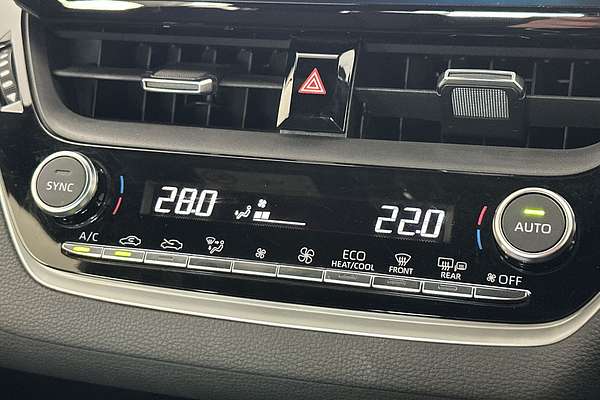 SYNC
28.0
22.0
AUTO
A/C
ECO
HEAT/COOL
FRONT
REAR
OFF